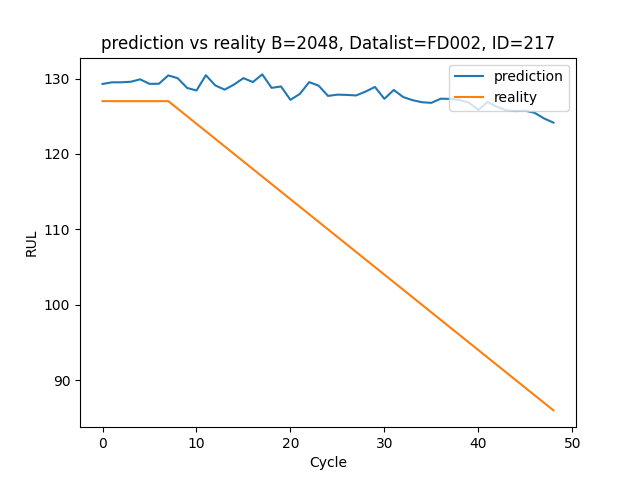 prediction vs reality B=2048, Datalist=FD002, ID=217
prediction
reality
130
120
110
100
90
RUL
0 10 20 30 40 50
Cycle